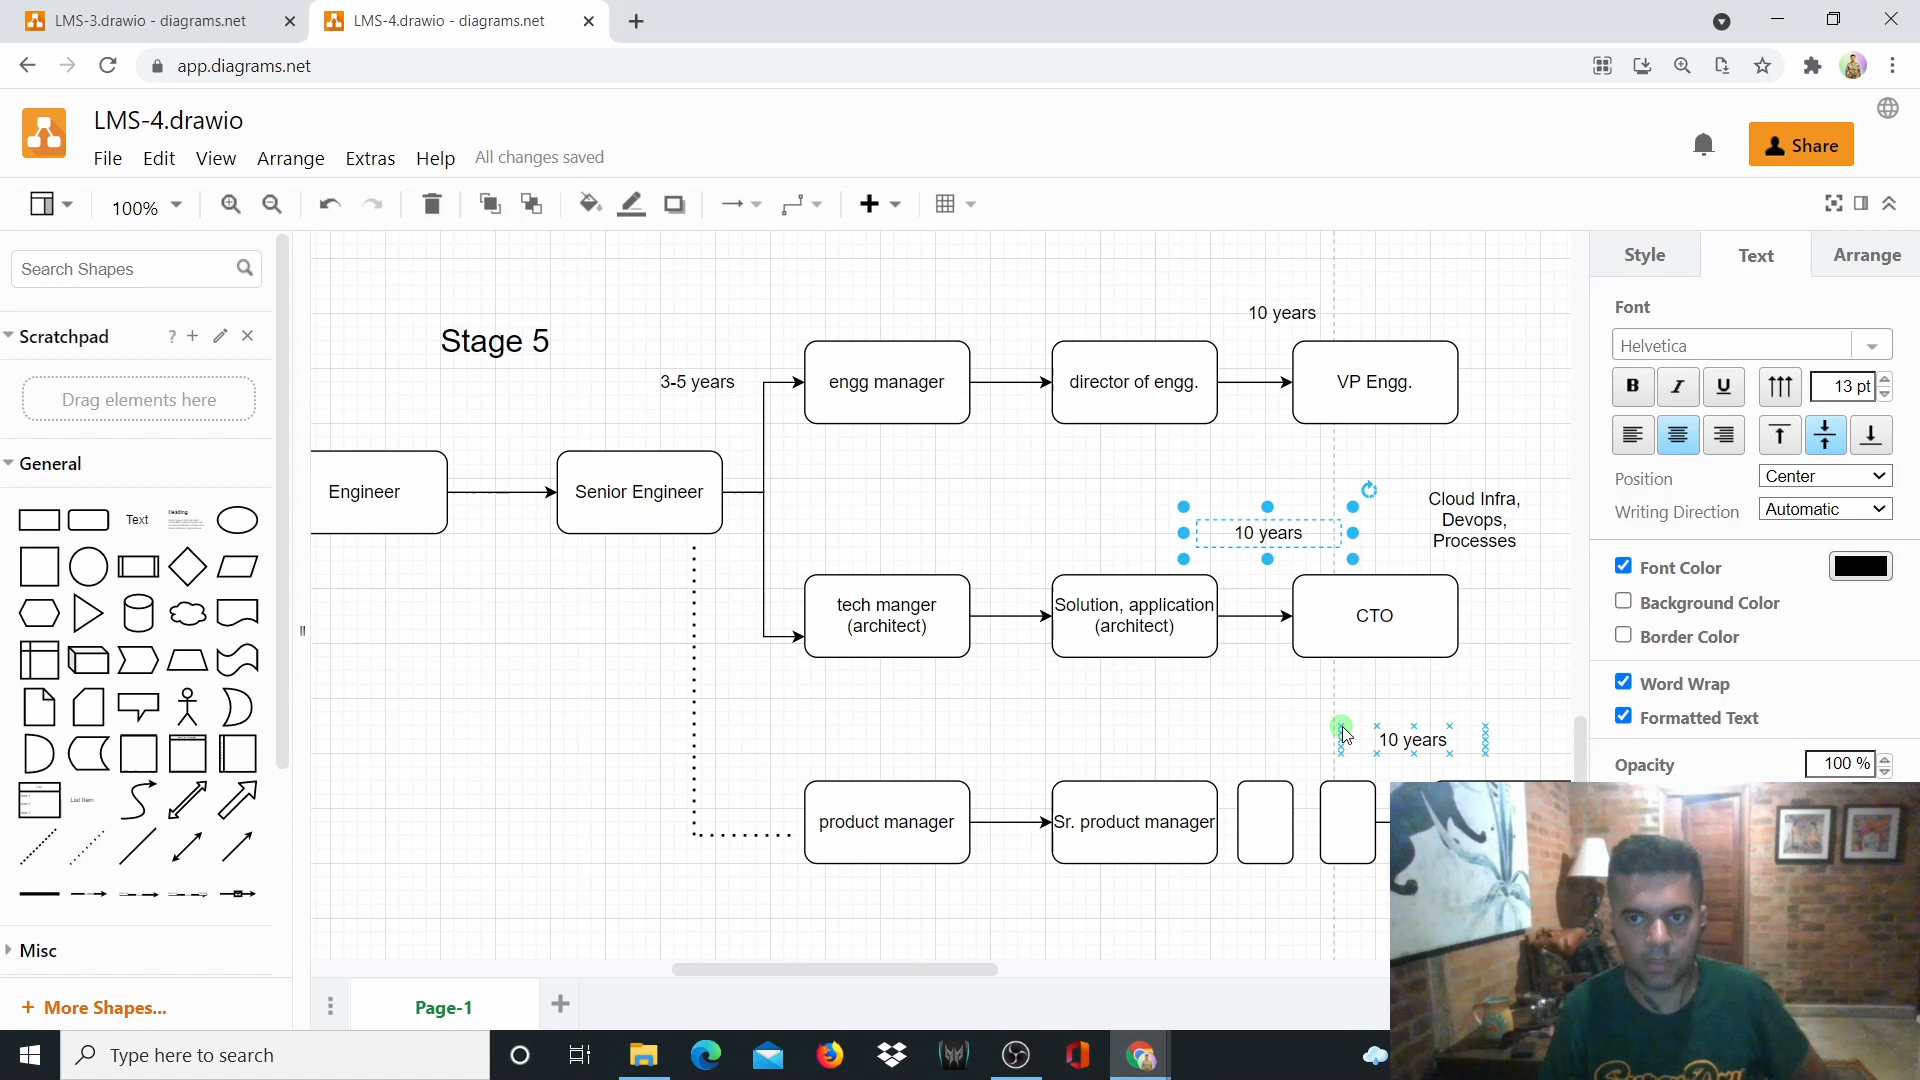 LMS-3.drawio - diagrams.net
LMS-4.drawio - diagrams.net
app.diagrams.net
LMS-4.drawio
File Edit View Arrange Extras Help All changes saved
Share
100%
Search Shapes
Scratchpad
?
Drag elements here
General
Text
Heading
List Item
Misc
+ More Shapes...
Stage 5
3-5 years
10 years
engg manager
director of engg.
VP Engg.
Engineer
Senior Engineer
10 years
Cloud Infra,
Devops,
Processes
tech manger
(architect)
Solution, application
(architect)
CTO
10 years
product manager
Sr. product manager
Page-1
Style
Text
Arrange
Font
Helvetica
B I U
13 pt
Position
Center
Writing Direction
Automatic
Font Color
Background Color
Border Color
Word Wrap
Formatted Text
Opacity
100 %
Type here to search